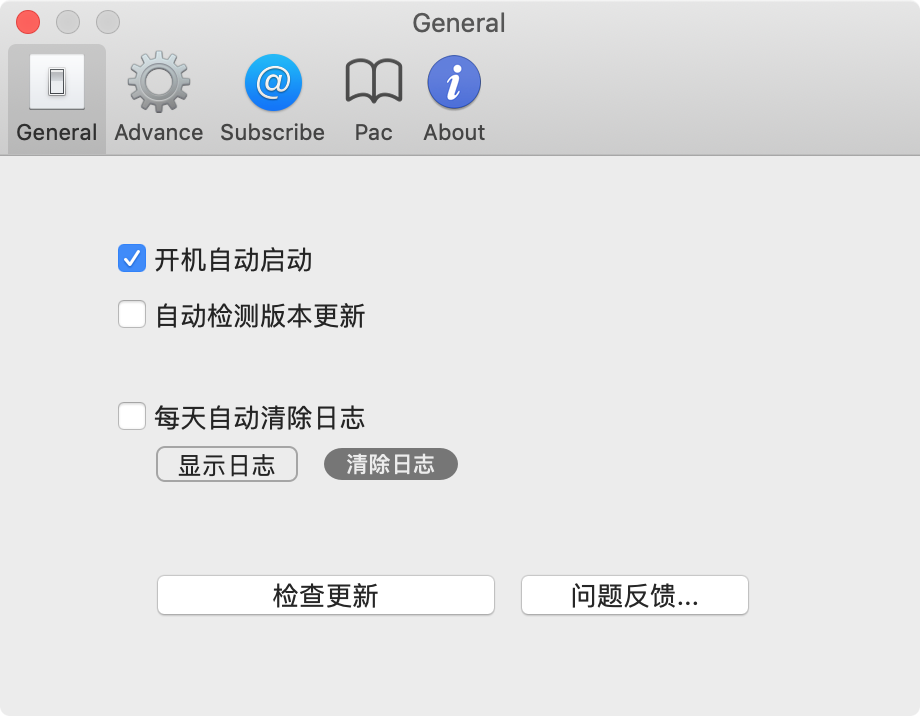 General
General Advance Subscribe Pac About
开机自动启动
自动检测版本更新
每天自动清除日志
显示日志 清除日志
检查更新 问题反馈...